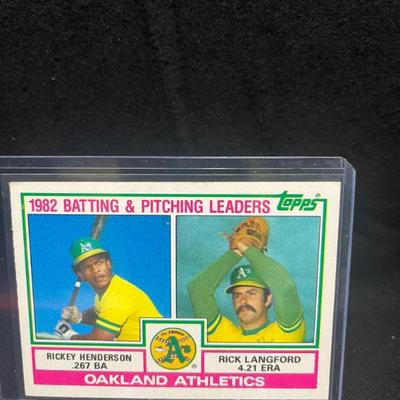 1982 BATTING & PITCHING LEADERS
TOPPS
A's
A's
RICKEY HENDERSON
.267 BA
A's
®
RICK LANGFORD
4.21 ERA
OAKLAND ATHLETICS